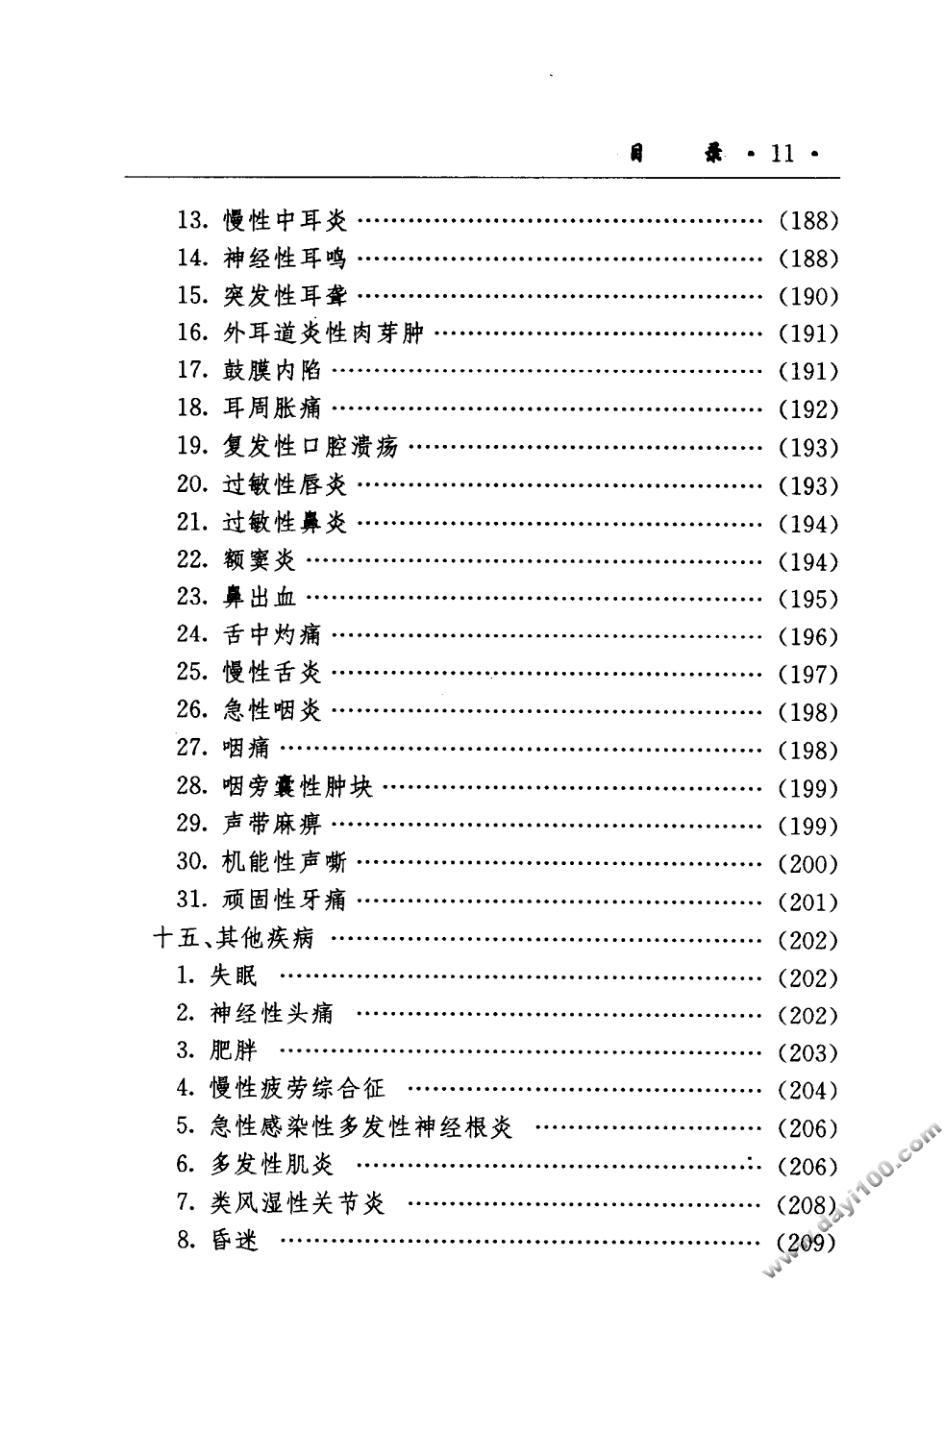 目 录 · 11 ·
13. 慢性中耳炎 ………………………………………… (188)
14. 神经性耳鸣 ………………………………………… (188)
15. 突发性耳聋 ………………………………………… (190)
16. 外耳道炎性肉芽肿 ………………………………… (191)
17. 鼓膜内陷 …………………………………………… (191)
18. 耳周胀痛 …………………………………………… (192)
19. 复发性口腔溃疡 …………………………………… (193)
20. 过敏性唇炎 ………………………………………… (193)
21. 过敏性鼻炎 ………………………………………… (194)
22. 额窦炎 ……………………………………………… (194)
23. 鼻出血 ……………………………………………… (195)
24. 舌中灼痛 …………………………………………… (196)
25. 慢性舌炎 …………………………………………… (197)
26. 急性咽炎 …………………………………………… (198)
27. 咽痛 ………………………………………………… (198)
28. 咽旁囊性肿块 ……………………………………… (199)
29. 声带麻痹 …………………………………………… (199)
30. 机能性声嘶 ………………………………………… (200)
31. 顽固性牙痛 ………………………………………… (201)
十五、其他疾病 ………………………………………… (202)
1. 失眠 ………………………………………………… (202)
2. 神经性头痛 ………………………………………… (202)
3. 肥胖 ………………………………………………… (203)
4. 慢性疲劳综合征 …………………………………… (204)
5. 急性感染性多发性神经根炎 ……………………… (206)
6. 多发性肌炎 ………………………………………… (206)
7. 类风湿性关节炎 …………………………………… (208)
8. 昏迷 ………………………………………………… (209)
www.dayi100.com